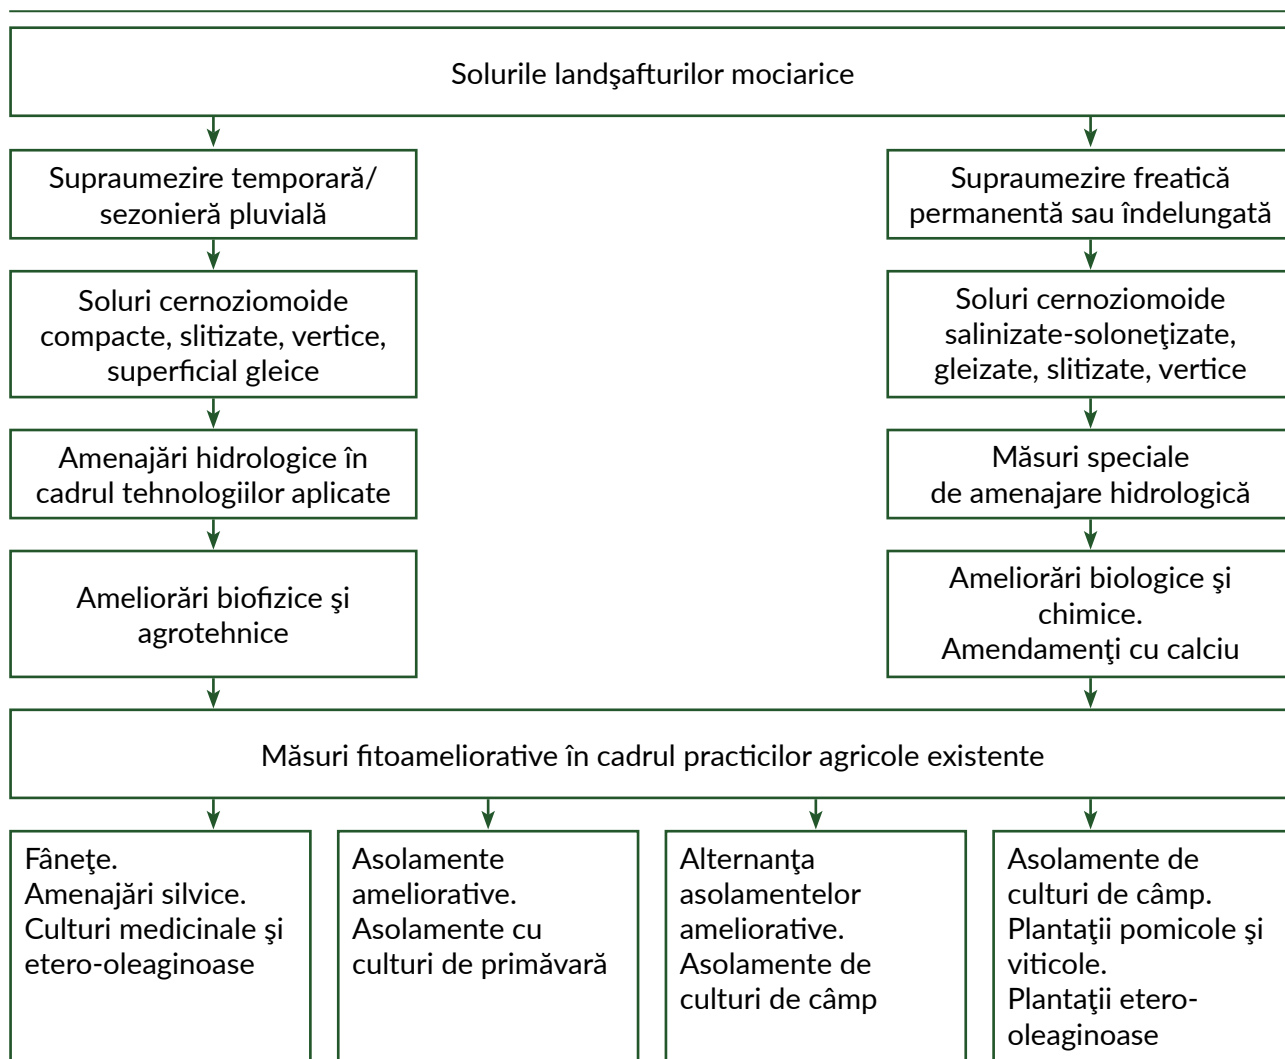 Solurile landşafturilor mociarice
Supraumezire temporară/
sezonieră pluvială
Supraumezire freatică
permanentă sau îndelungată
Soluri cernoziomoide
compacte, slitizate, vertice,
superficial gleice
Soluri cernoziomoide
salinizate-soloneţizate,
gleizate, slitizate, vertice
Amenajări hidrologice în
cadrul tehnologiilor aplicate
Măsuri speciale
de amenajare hidrologică
Ameliorări biofizice şi
agrotehnice
Ameliorări biologice şi
chimice.
Amendamenţi cu calciu
Măsuri fitoameliorative în cadrul practicilor agricole existente
Fâneţe.
Amenajări silvice.
Culturi medicinale şi
etero-oleaginoase
Asolamente
ameliorative.
Asolamente cu
culturi de primăvară
Alternanţa
asolamentelor
ameliorative.
Asolamente de
culturi de câmp
Asolamente de
culturi de câmp.
Plantaţii pomicole şi
viticole.
Plantaţii etero-
oleaginoase